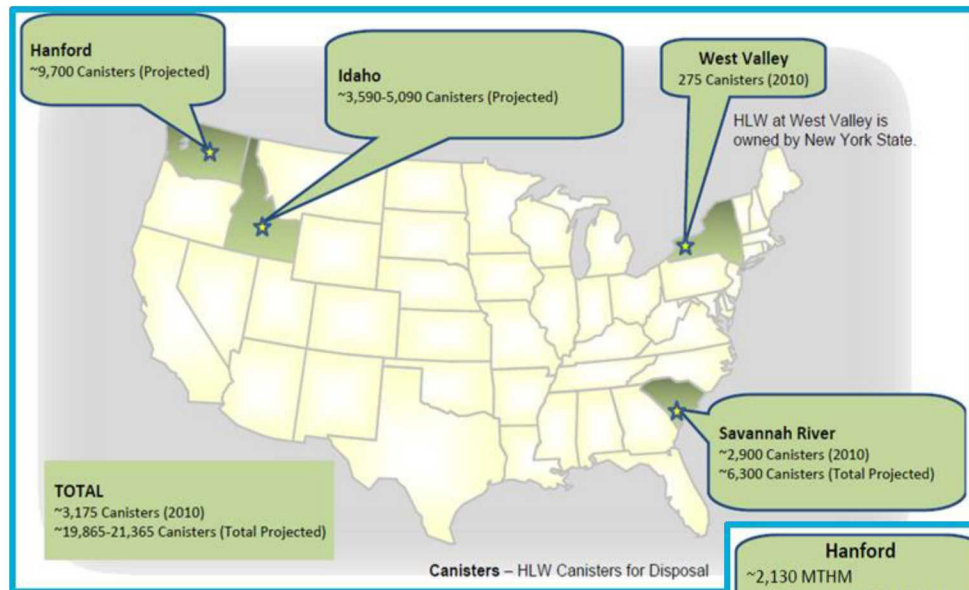 Hanford
~9,700 Canisters (Projected)
Idaho
~3,590-5,090 Canisters (Projected)
West Valley
275 Canisters (2010)
HLW at West Valley is
owned by New York State.
Savannah River
~2,900 Canisters (2010)
~6,300 Canisters (Total Projected)
TOTAL
~3,175 Canisters (2010)
~19,865-21,365 Canisters (Total Projected)
Canisters – HLW Canisters for Disposal
Hanford
~2,130 MTHM